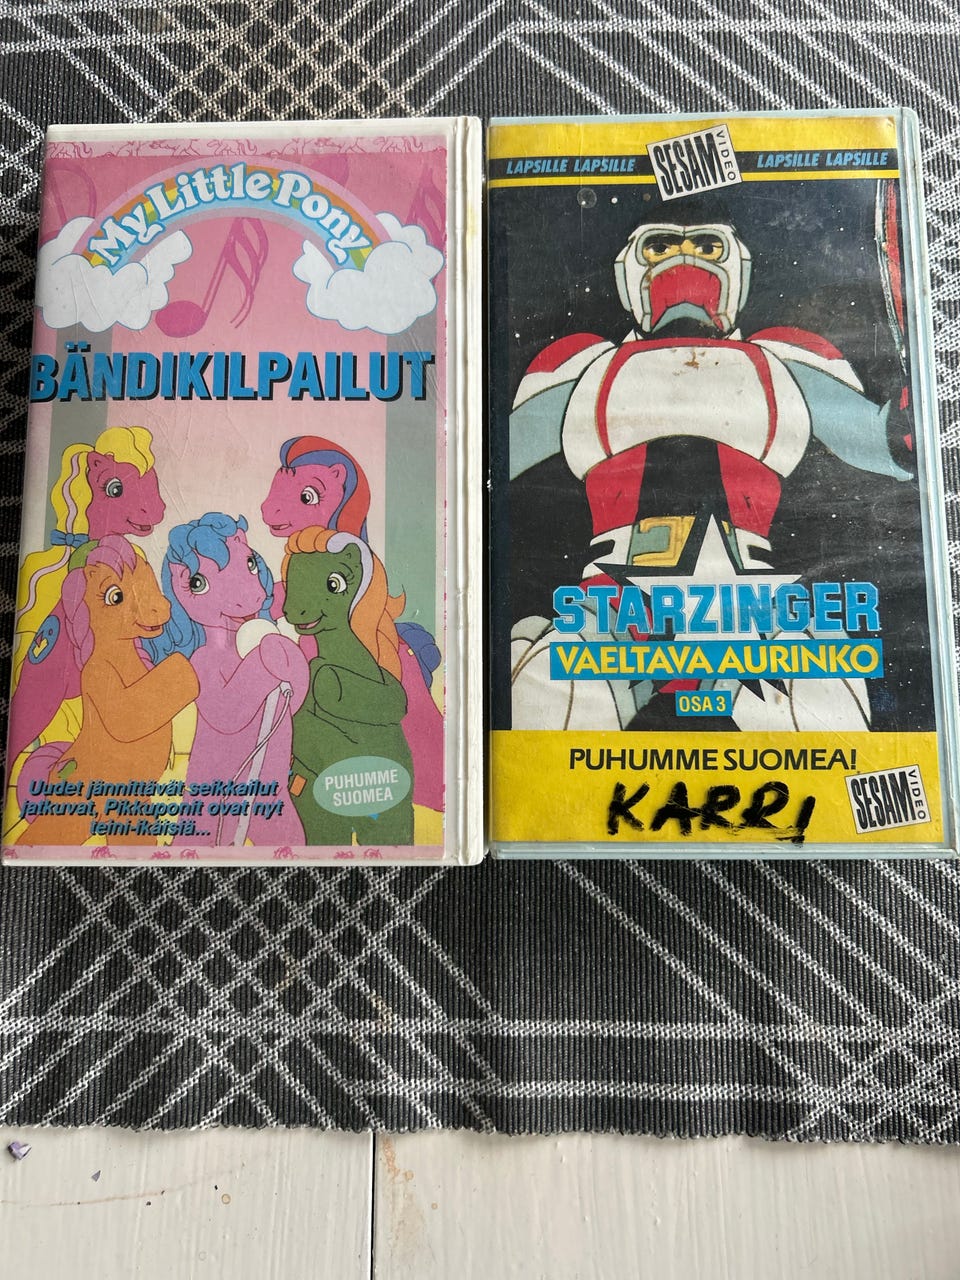 My Little Pony
BÄNDIKILPAILUT
Uudet jännittävät seikkailut
jatkuvat, Pikkuponit ovat nyt
teini-ikäisiä...
PUHUMME
SUOMEA
LAPSILLE LAPSILLE
SESAM
VIDEO
LAPSILLE LAPSILLE
STARZINGER
VAELTAVA AURINKO
OSA 3
PUHUMME SUOMEA!
KARRI
SESAM
VIDEO